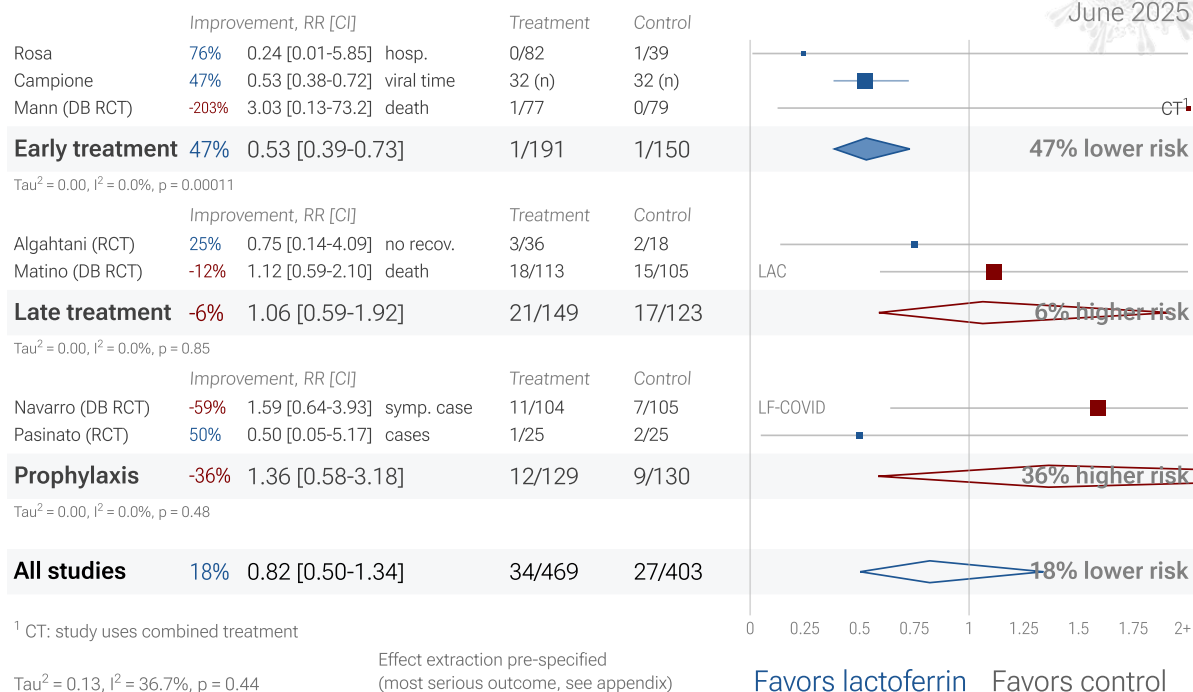 June 2025
Improvement, RR [CI] Treatment Control
Rosa 76% 0.24 [0.01-5.85] hosp. 0/82 1/39
Campione 47% 0.53 [0.38-0.72] viral time 32 (n) 32 (n)
Mann (DB RCT) -203% 3.03 [0.13-73.2] death 1/77 0/79 CT¹
Early treatment 47% 0.53 [0.39-0.73] 1/191 1/150 47% lower risk
Tau² = 0.00, I² = 0.0%, p = 0.00011
Improvement, RR [CI] Treatment Control
Algahtani (RCT) 25% 0.75 [0.14-4.09] no recov. 3/36 2/18
Matino (DB RCT) -12% 1.12 [0.59-2.10] death 18/113 15/105 LAC
Late treatment -6% 1.06 [0.59-1.92] 21/149 17/123 6% higher risk
Tau² = 0.00, I² = 0.0%, p = 0.85
Improvement, RR [CI] Treatment Control
Navarro (DB RCT) -59% 1.59 [0.64-3.93] symp. case 11/104 7/105 LF-COVID
Pasinato (RCT) 50% 0.50 [0.05-5.17] cases 1/25 2/25
Prophylaxis -36% 1.36 [0.58-3.18] 12/129 9/130 36% higher risk
Tau² = 0.00, I² = 0.0%, p = 0.48
All studies 18% 0.82 [0.50-1.34] 34/469 27/403 18% lower risk
0 0.25 0.5 0.75 1 1.25 1.5 1.75 2+
¹ CT: study uses combined treatment
Effect extraction pre-specified
Tau² = 0.13, I² = 36.7%, p = 0.44 (most serious outcome, see appendix) Favors lactoferrin Favors control